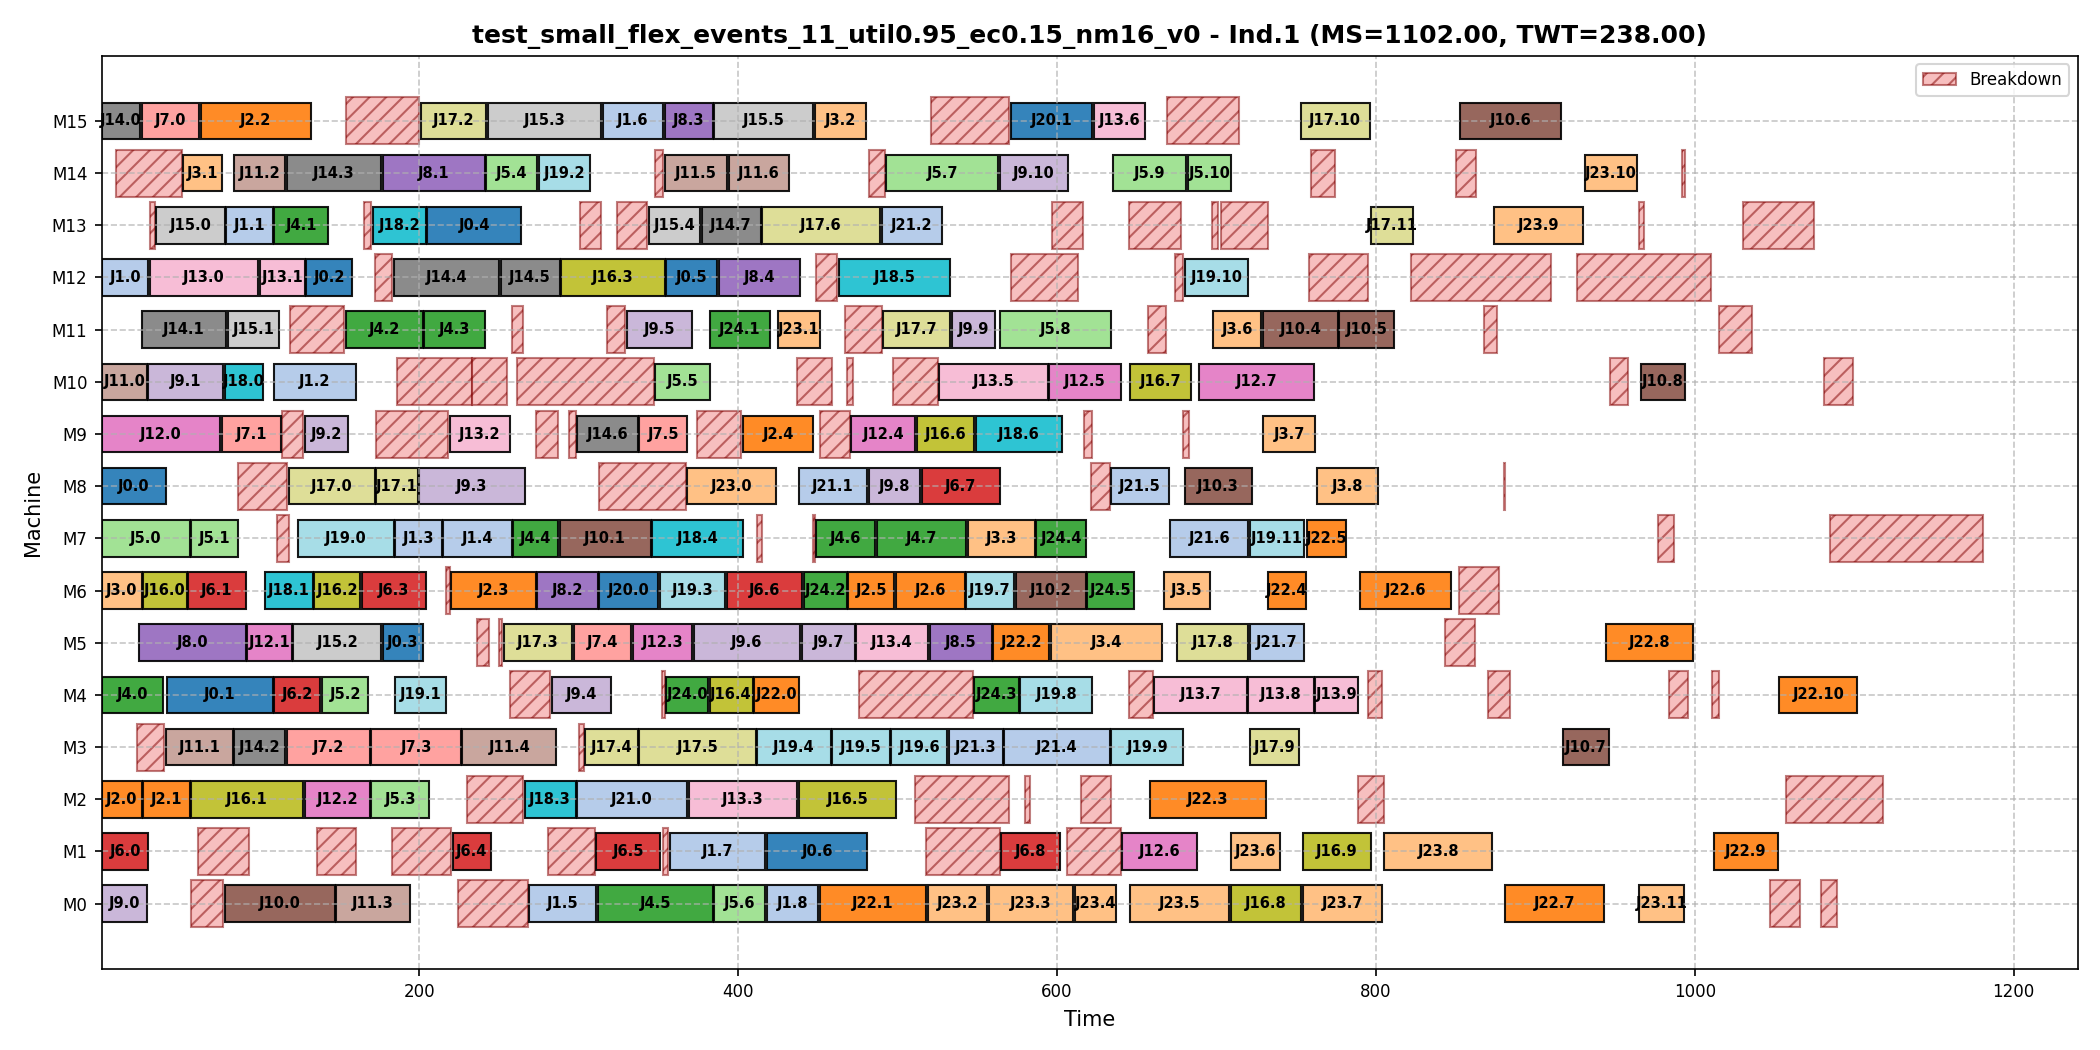 test_small_flex_events_11_util0.95_ec0.15_nm16_v0 - Ind.1 (MS=1102.00, TWT=238.00)
Breakdown
M15 J14.0 J7.0 J2.2 J17.2 J15.3 J1.6 J8.3 J15.5 J3.2 J20.1 J13.6 J17.10 J10.6
M14 J3.1 J11.2 J14.3 J8.1 J5.4 J19.2 J11.5 J11.6 J5.7 J9.10 J5.9 J5.10 J23.10
M13 J15.0 J1.1 J4.1 J18.2 J0.4 J15.4 J14.7 J17.6 J21.2 J17.11 J23.9
M12 J1.0 J13.0 J13.1 J0.2 J14.4 J14.5 J16.3 J0.5 J8.4 J18.5 J19.10
M11 J14.1 J15.1 J4.2 J4.3 J9.5 J24.1 J23.1 J17.7 J9.9 J5.8 J3.6 J10.4 J10.5
M10 J11.0 J9.1 J18.0 J1.2 J5.5 J13.5 J12.5 J16.7 J12.7 J10.8
M9 J12.0 J7.1 J9.2 J13.2 J14.6 J7.5 J2.4 J12.4 J16.6 J18.6 J3.7
M8 J0.0 J17.0 J17.1 J9.3 J23.0 J21.1 J9.8 J6.7 J21.5 J10.3 J3.8
M7 J5.0 J5.1 J19.0 J1.3 J1.4 J4.4 J10.1 J18.4 J4.6 J4.7 J3.3 J24.4 J21.6 J19.11 J22.5
M6 J3.0 J16.0 J6.1 J18.1 J16.2 J6.3 J2.3 J8.2 J20.0 J19.3 J6.6 J24.2 J2.5 J2.6 J19.7 J10.2 J24.5 J3.5 J22.4 J22.6
M5 J8.0 J12.1 J15.2 J0.3 J17.3 J7.4 J12.3 J9.6 J9.7 J13.4 J8.5 J22.2 J3.4 J17.8 J21.7 J22.8
M4 J4.0 J0.1 J6.2 J5.2 J19.1 J9.4 J24.0 J16.4 J22.0 J24.3 J19.8 J13.7 J13.8 J13.9 J22.10
M3 J11.1 J14.2 J7.2 J7.3 J11.4 J17.4 J17.5 J19.4 J19.5 J19.6 J21.3 J21.4 J19.9 J17.9 J10.7
M2 J2.0 J2.1 J16.1 J12.2 J5.3 J18.3 J21.0 J13.3 J16.5 J22.3
M1 J6.0 J6.4 J6.5 J1.7 J0.6 J6.8 J12.6 J23.6 J16.9 J23.8 J22.9
M0 J9.0 J10.0 J11.3 J1.5 J4.5 J5.6 J1.8 J22.1 J23.2 J23.3 J23.4 J23.5 J16.8 J23.7 J22.7 J23.11
Machine
200 400 600 800 1000 1200
Time